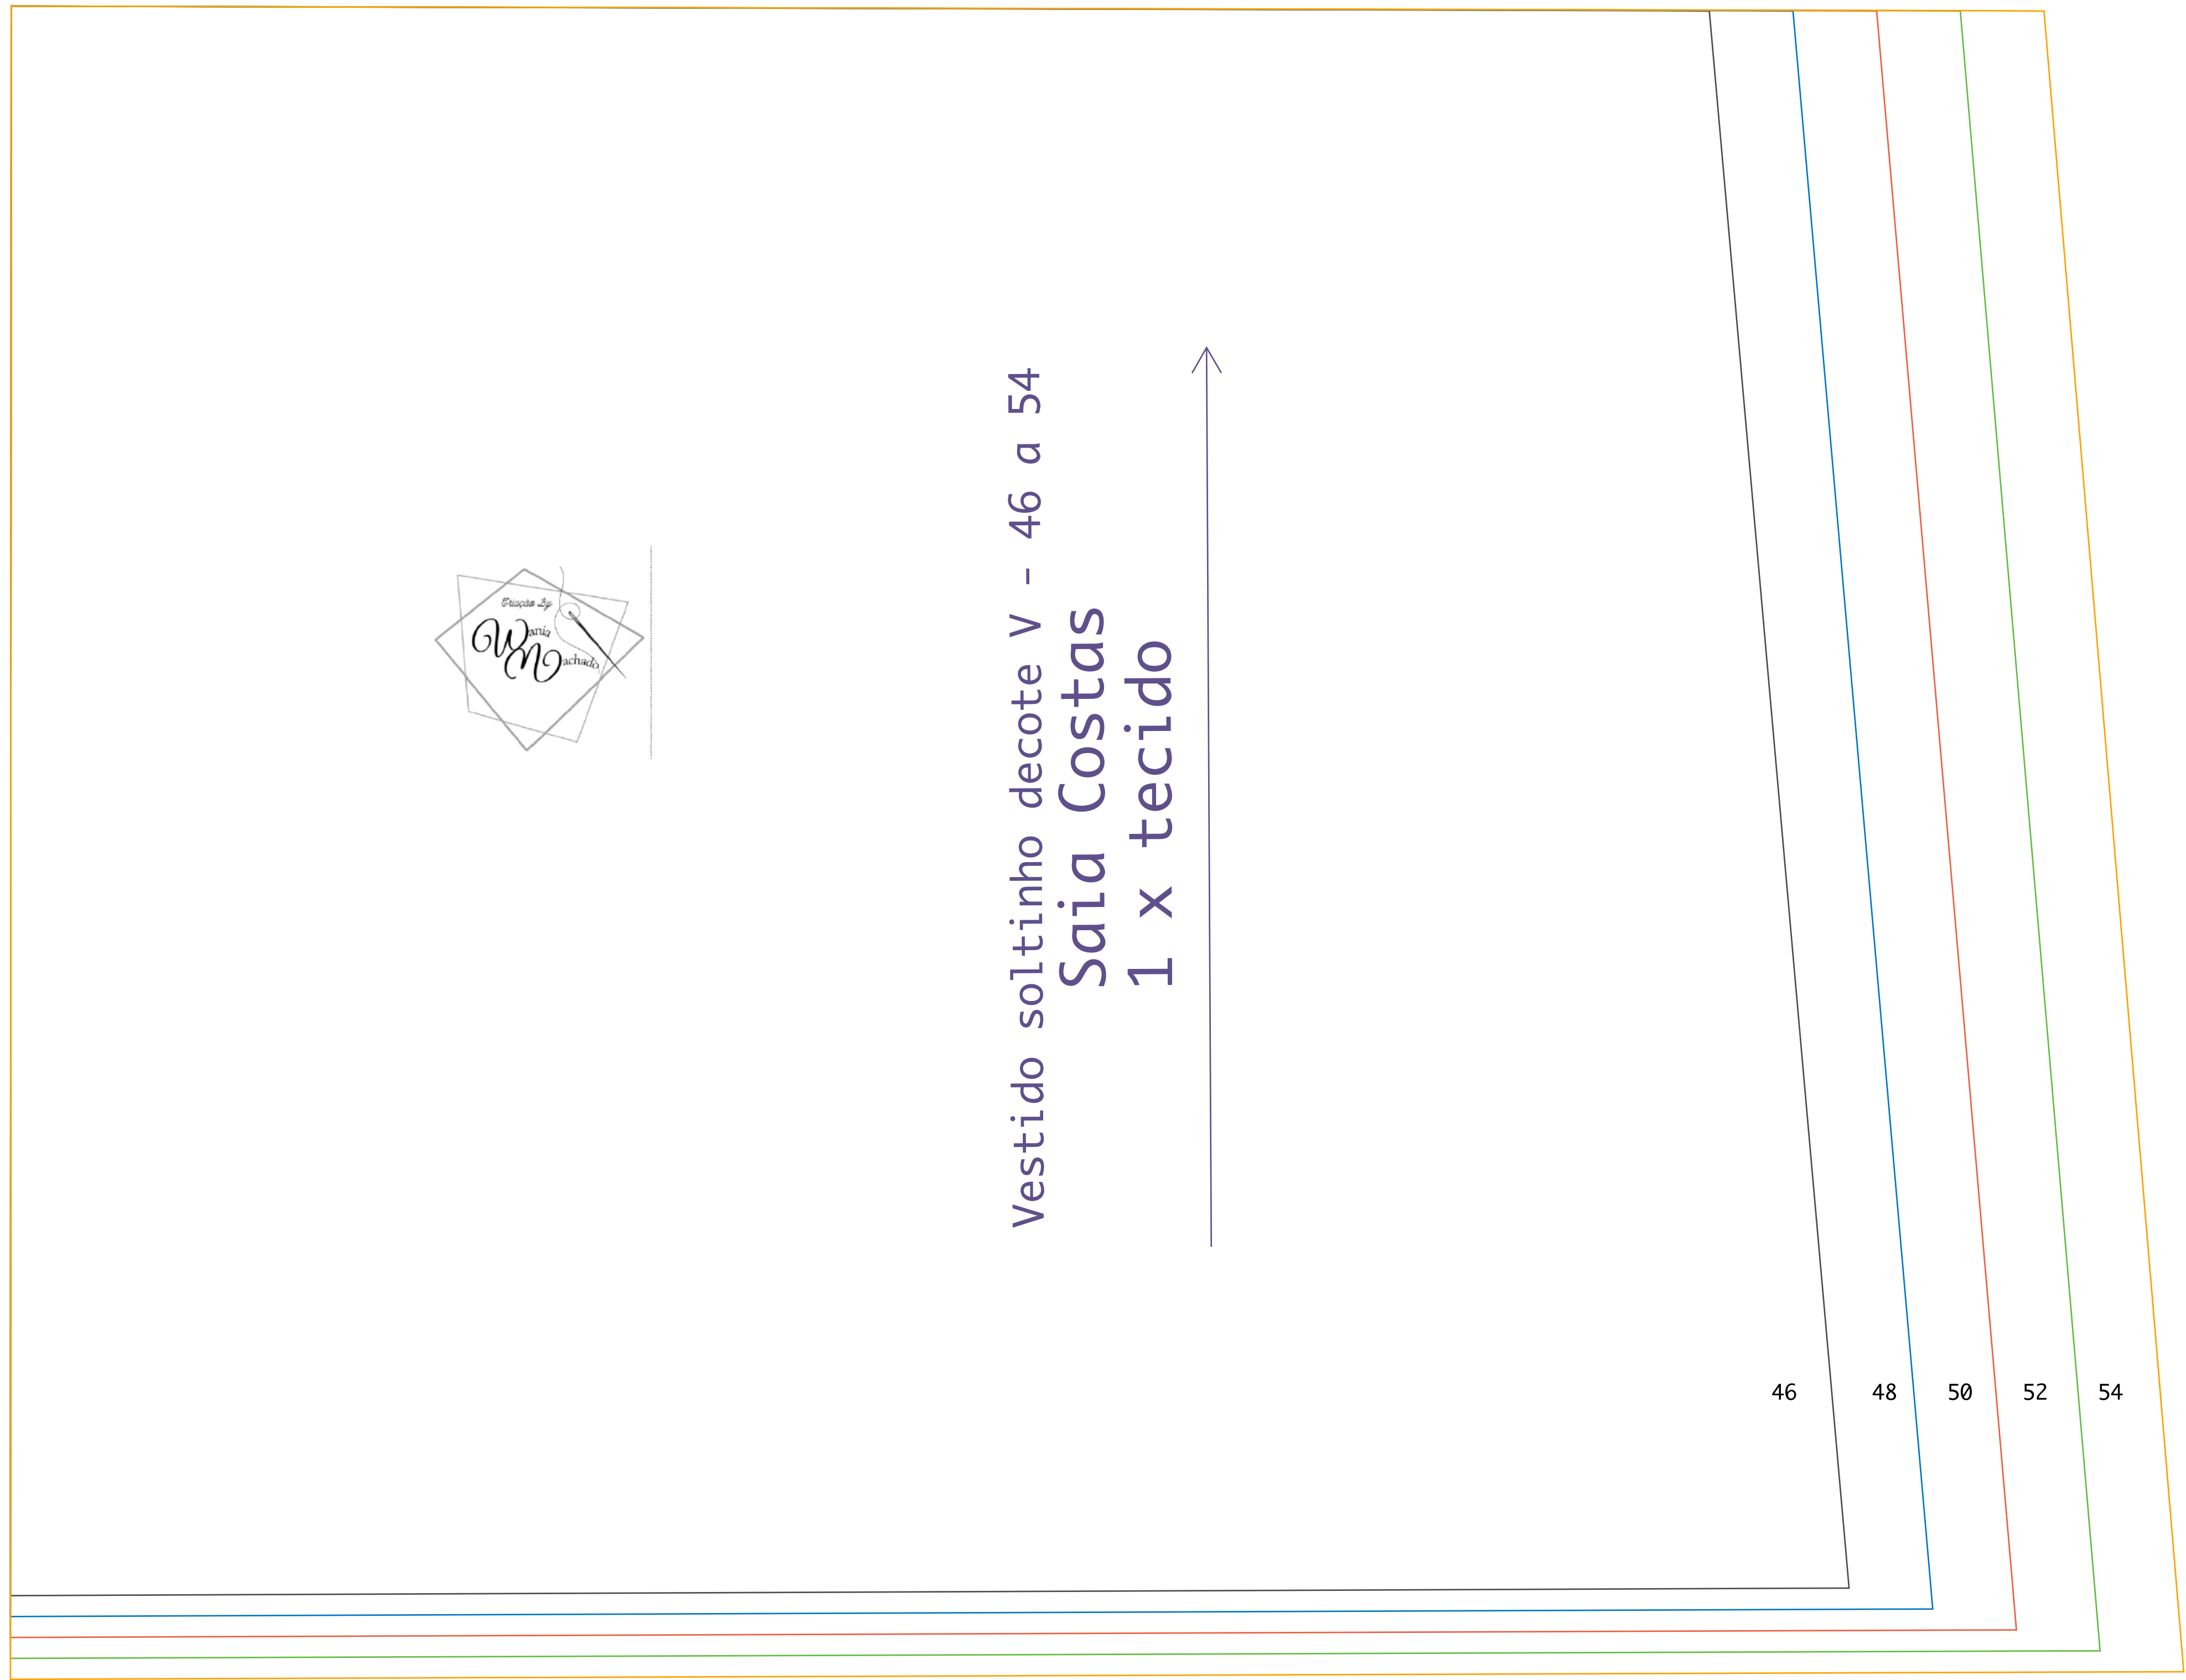 Criação By
Wania
Machado
Vestido soltinho decote V - 46 a 54
Saia Costas
1 x tecido
46 48 50 52 54